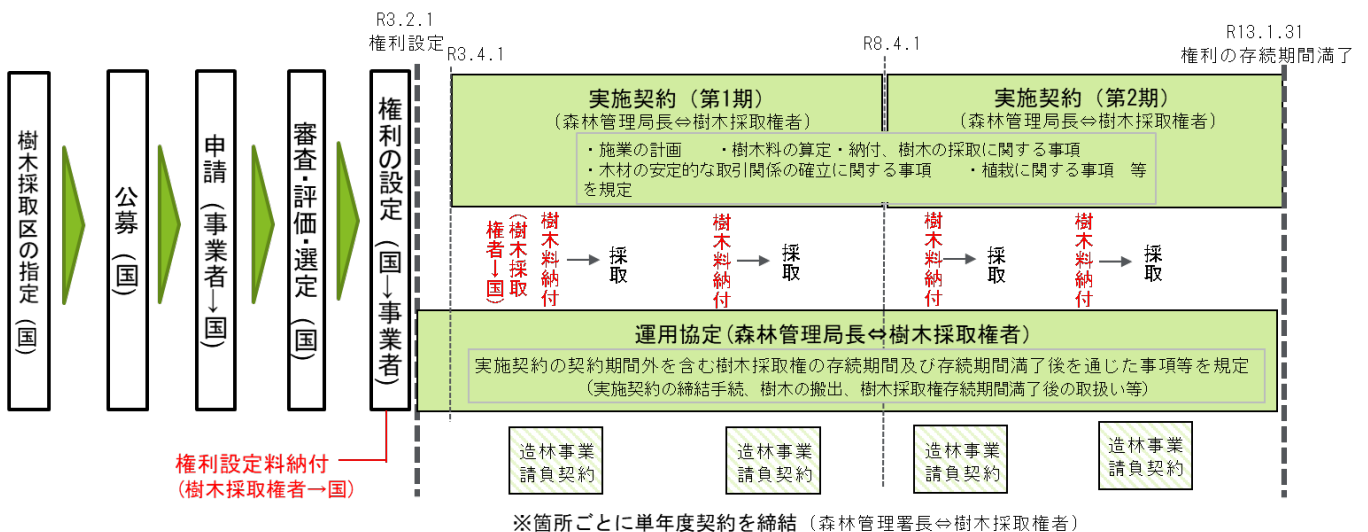 R3.2.1
権利設定
R3.4.1
R8.4.1
R13.1.31
権利の存続期間満了
樹木採取区の指定(国)
公募(国)
申請(事業者→国)
審査・評価・選定(国)
権利の設定(国→事業者)
実施契約(第1期)
(森林管理局長⇔樹木採取権者)
実施契約(第2期)
(森林管理局長⇔樹木採取権者)
・施業の計画 ・樹木料の算定・納付、樹木の採取に関する事項
・木材の安定的な取引関係の確立に関する事項 ・植栽に関する事項 等
を規定
樹木料納付
(樹木採取
権者→国)
→
採取
樹木料納付
→
採取
樹木料納付
→
採取
樹木料納付
→
採取
運用協定(森林管理局長⇔樹木採取権者)
実施契約の契約期間外を含む樹木採取権の存続期間及び存続期間満了後を通じた事項等を規定
(実施契約の締結手続、樹木の搬出、樹木採取権存続期間満了後の取扱い等)
権利設定料納付
(樹木採取権者→国)
造林事業
請負契約
造林事業
請負契約
造林事業
請負契約
造林事業
請負契約
※箇所ごとに単年度契約を締結(森林管理署長⇔樹木採取権者)